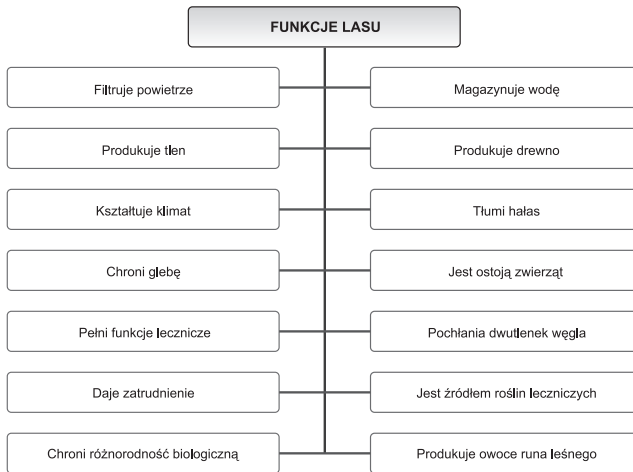 FUNKCJE LASU
Filtruje powietrze
Magazynuje wodę
Produkuje tlen
Produkuje drewno
Kształtuje klimat
Tłumi hałas
Chroni glebę
Jest ostoją zwierząt
Pełni funkcje lecznicze
Pochłania dwutlenek węgla
Daje zatrudnienie
Jest źródłem roślin leczniczych
Chroni różnorodność biologiczną
Produkuje owoce runa leśnego